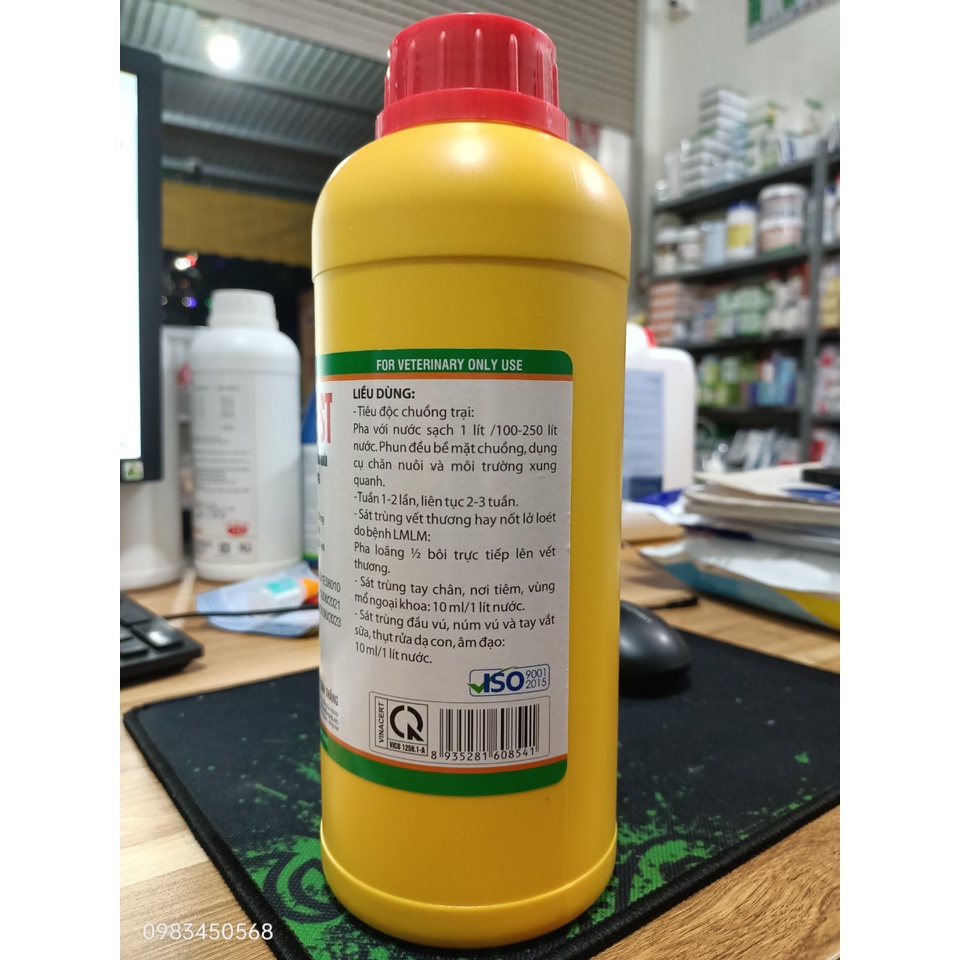 FOR VETERINARY ONLY USE
ST
LIỀU DÙNG:
- Tiêu độc chuồng trại:
Pha với nước sạch 1 lít /100-250 lít
nước. Phun đều bề mặt chuồng, dụng
cụ chăn nuôi và môi trường xung
quanh.
- Tuần 1-2 lần, liên tục 2-3 tuần.
- Sát trùng vết thương hay nốt lở loét
do bệnh LMLM:
Pha loãng ½ bôi trực tiếp lên vết
thương.
- Sát trùng tay chân, nơi tiêm, vùng
mổ ngoại khoa: 10 ml/1 lít nước.
- Sát trùng đầu vú, núm vú và tay vắt
sữa, thụt rửa dạ con, âm đạo:
10 ml/1 lít nước.
ISO 9001
2015
VINACERT
VICB 1259.1-A
8 935281 608541
0983450568